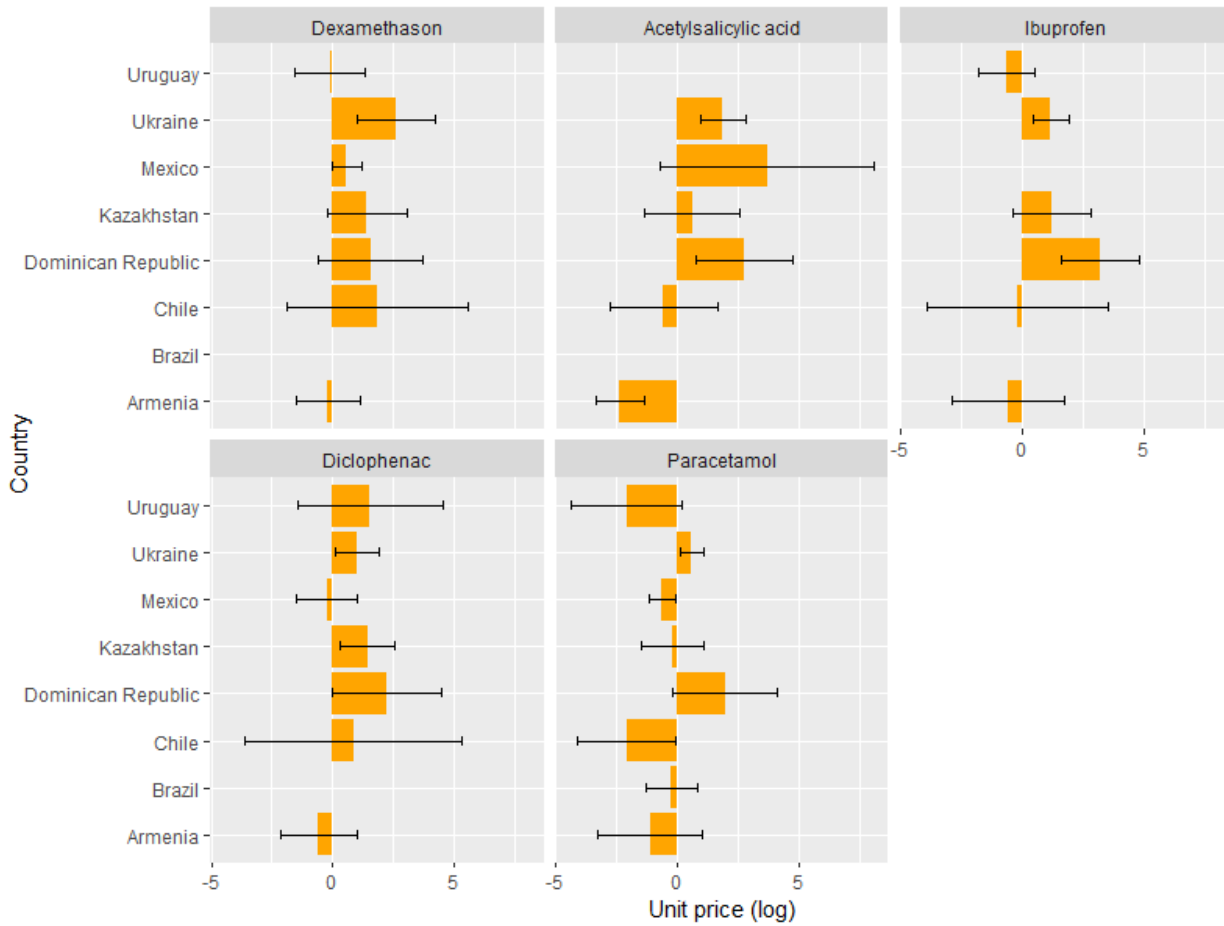 Dexamethason
Acetylsalicylic acid
Ibuprofen
Uruguay
Ukraine
Mexico
Kazakhstan
Dominican Republic
Chile
Brazil
Armenia
-5 0 5
Country
Diclophenac
Paracetamol
Uruguay
Ukraine
Mexico
Kazakhstan
Dominican Republic
Chile
Brazil
Armenia
-5 0 5
-5 0 5
Unit price (log)